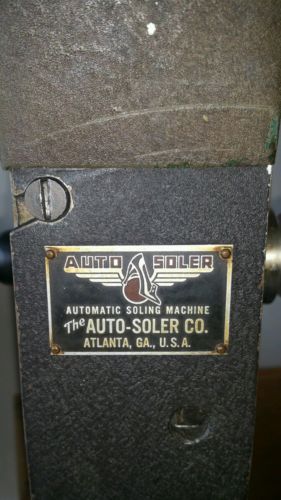 AUTO SOLER
AUTOMATIC SOLING MACHINE
The AUTO-SOLER CO.
ATLANTA, GA., U.S.A.